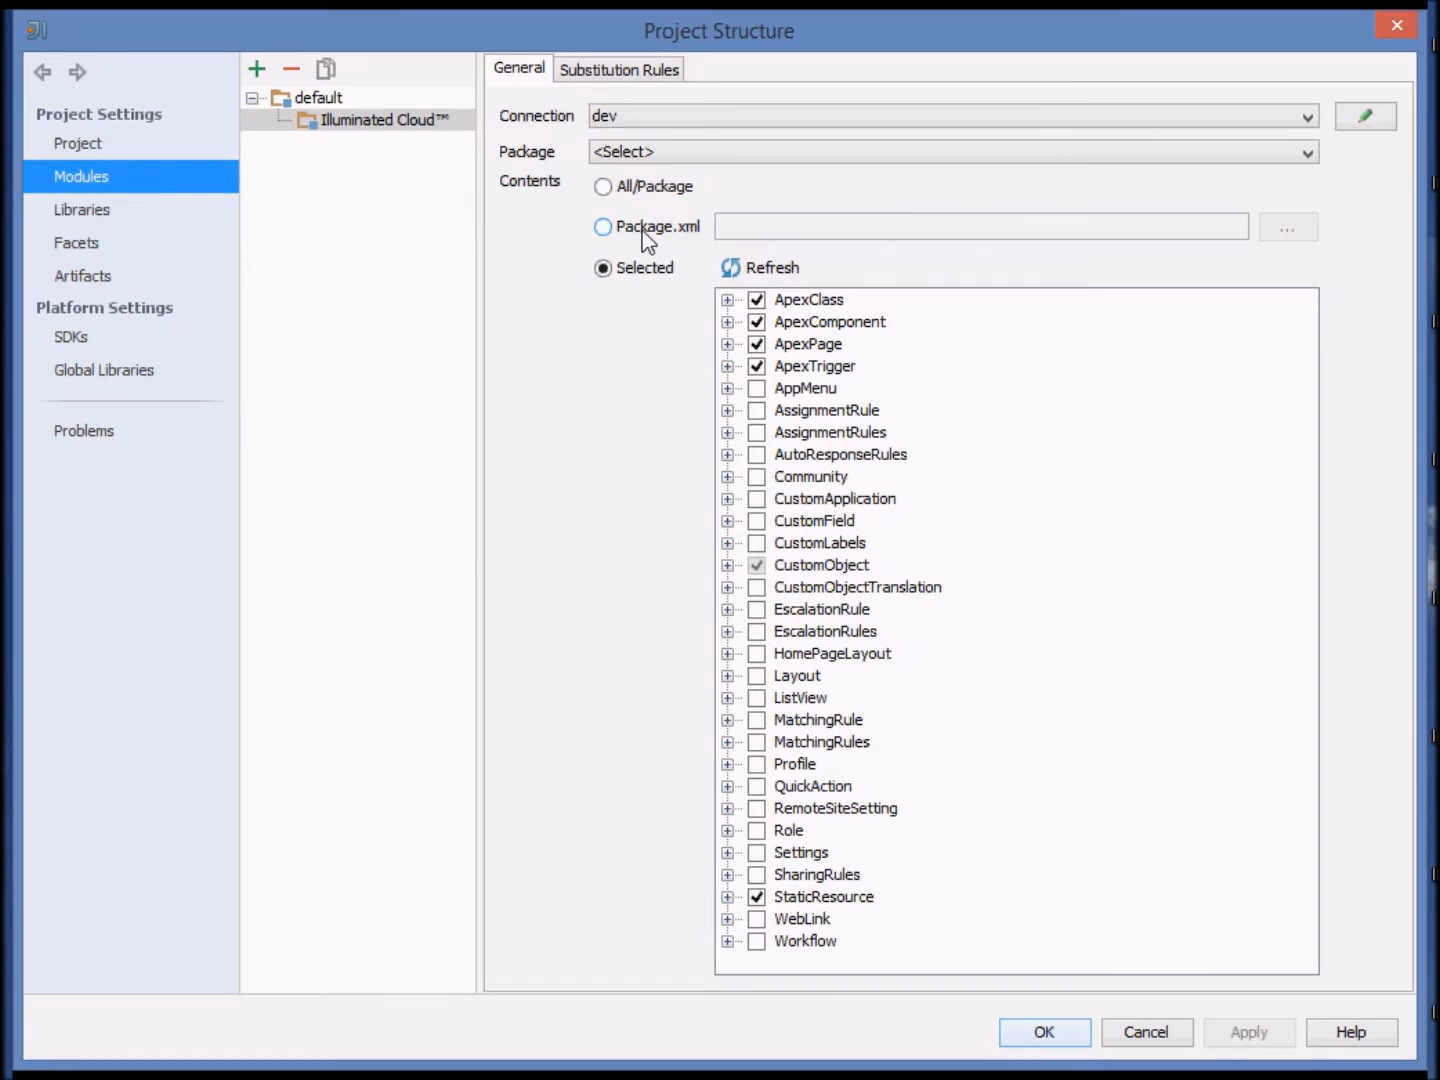 Project Structure
Project Settings
Project
Modules
Libraries
Facets
Artifacts
Platform Settings
SDKs
Global Libraries
Problems
default
Illuminated Cloud™
General
Substitution Rules
Connection
dev
Package
<Select>
Contents
All/Package
Package.xml
...
Selected
Refresh
ApexClass
ApexComponent
ApexPage
ApexTrigger
AppMenu
AssignmentRule
AssignmentRules
AutoResponseRules
Community
CustomApplication
CustomField
CustomLabels
CustomObject
CustomObjectTranslation
EscalationRule
EscalationRules
HomePageLayout
Layout
ListView
MatchingRule
MatchingRules
Profile
QuickAction
RemoteSiteSetting
Role
Settings
SharingRules
StaticResource
WebLink
Workflow
OK
Cancel
Apply
Help